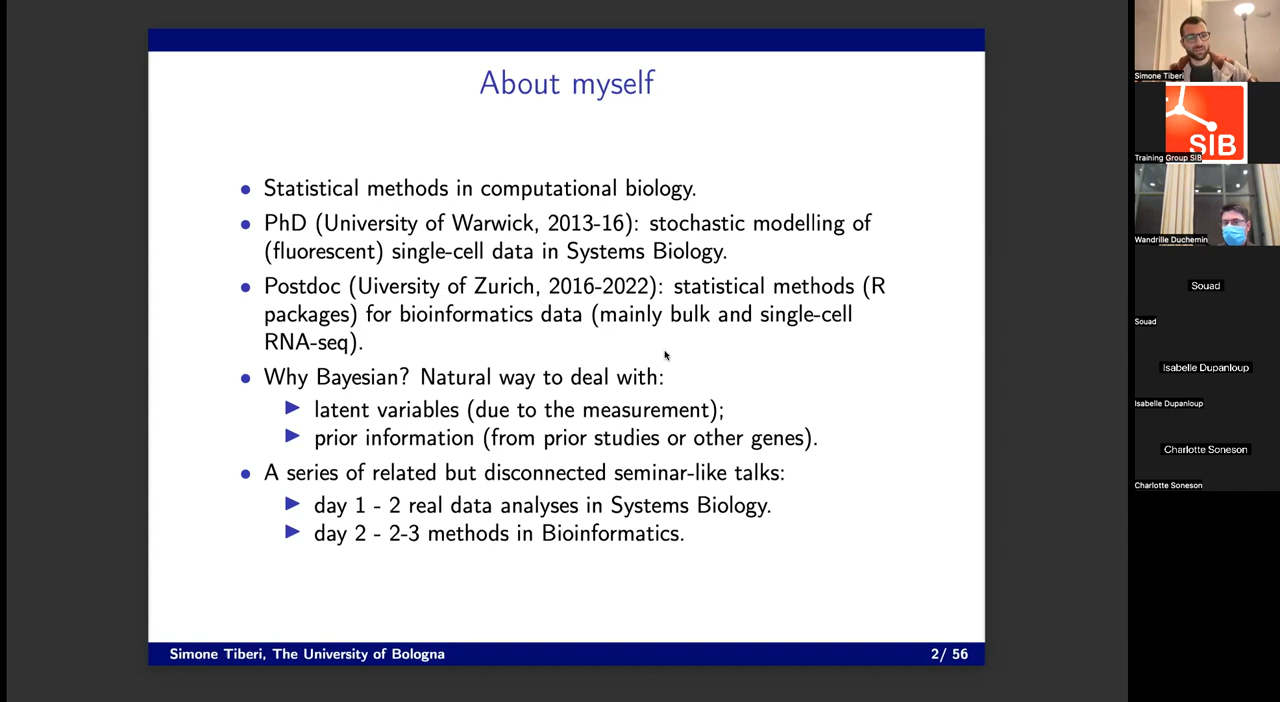 About myself
• Statistical methods in computational biology.
• PhD (University of Warwick, 2013-16): stochastic modelling of
(fluorescent) single-cell data in Systems Biology.
• Postdoc (Uiversity of Zurich, 2016-2022): statistical methods (R
packages) for bioinformatics data (mainly bulk and single-cell
RNA-seq).
• Why Bayesian? Natural way to deal with:
▶ latent variables (due to the measurement);
▶ prior information (from prior studies or other genes).
• A series of related but disconnected seminar-like talks:
▶ day 1 - 2 real data analyses in Systems Biology.
▶ day 2 - 2-3 methods in Bioinformatics.
Simone Tiberi, The University of Bologna
2/ 56
Simone Tiberi
SIB
Training Group SIB
Wandrille Duchemin
Souad
Souad
Isabelle Dupanloup
Isabelle Dupanloup
Charlotte Soneson
Charlotte Soneson